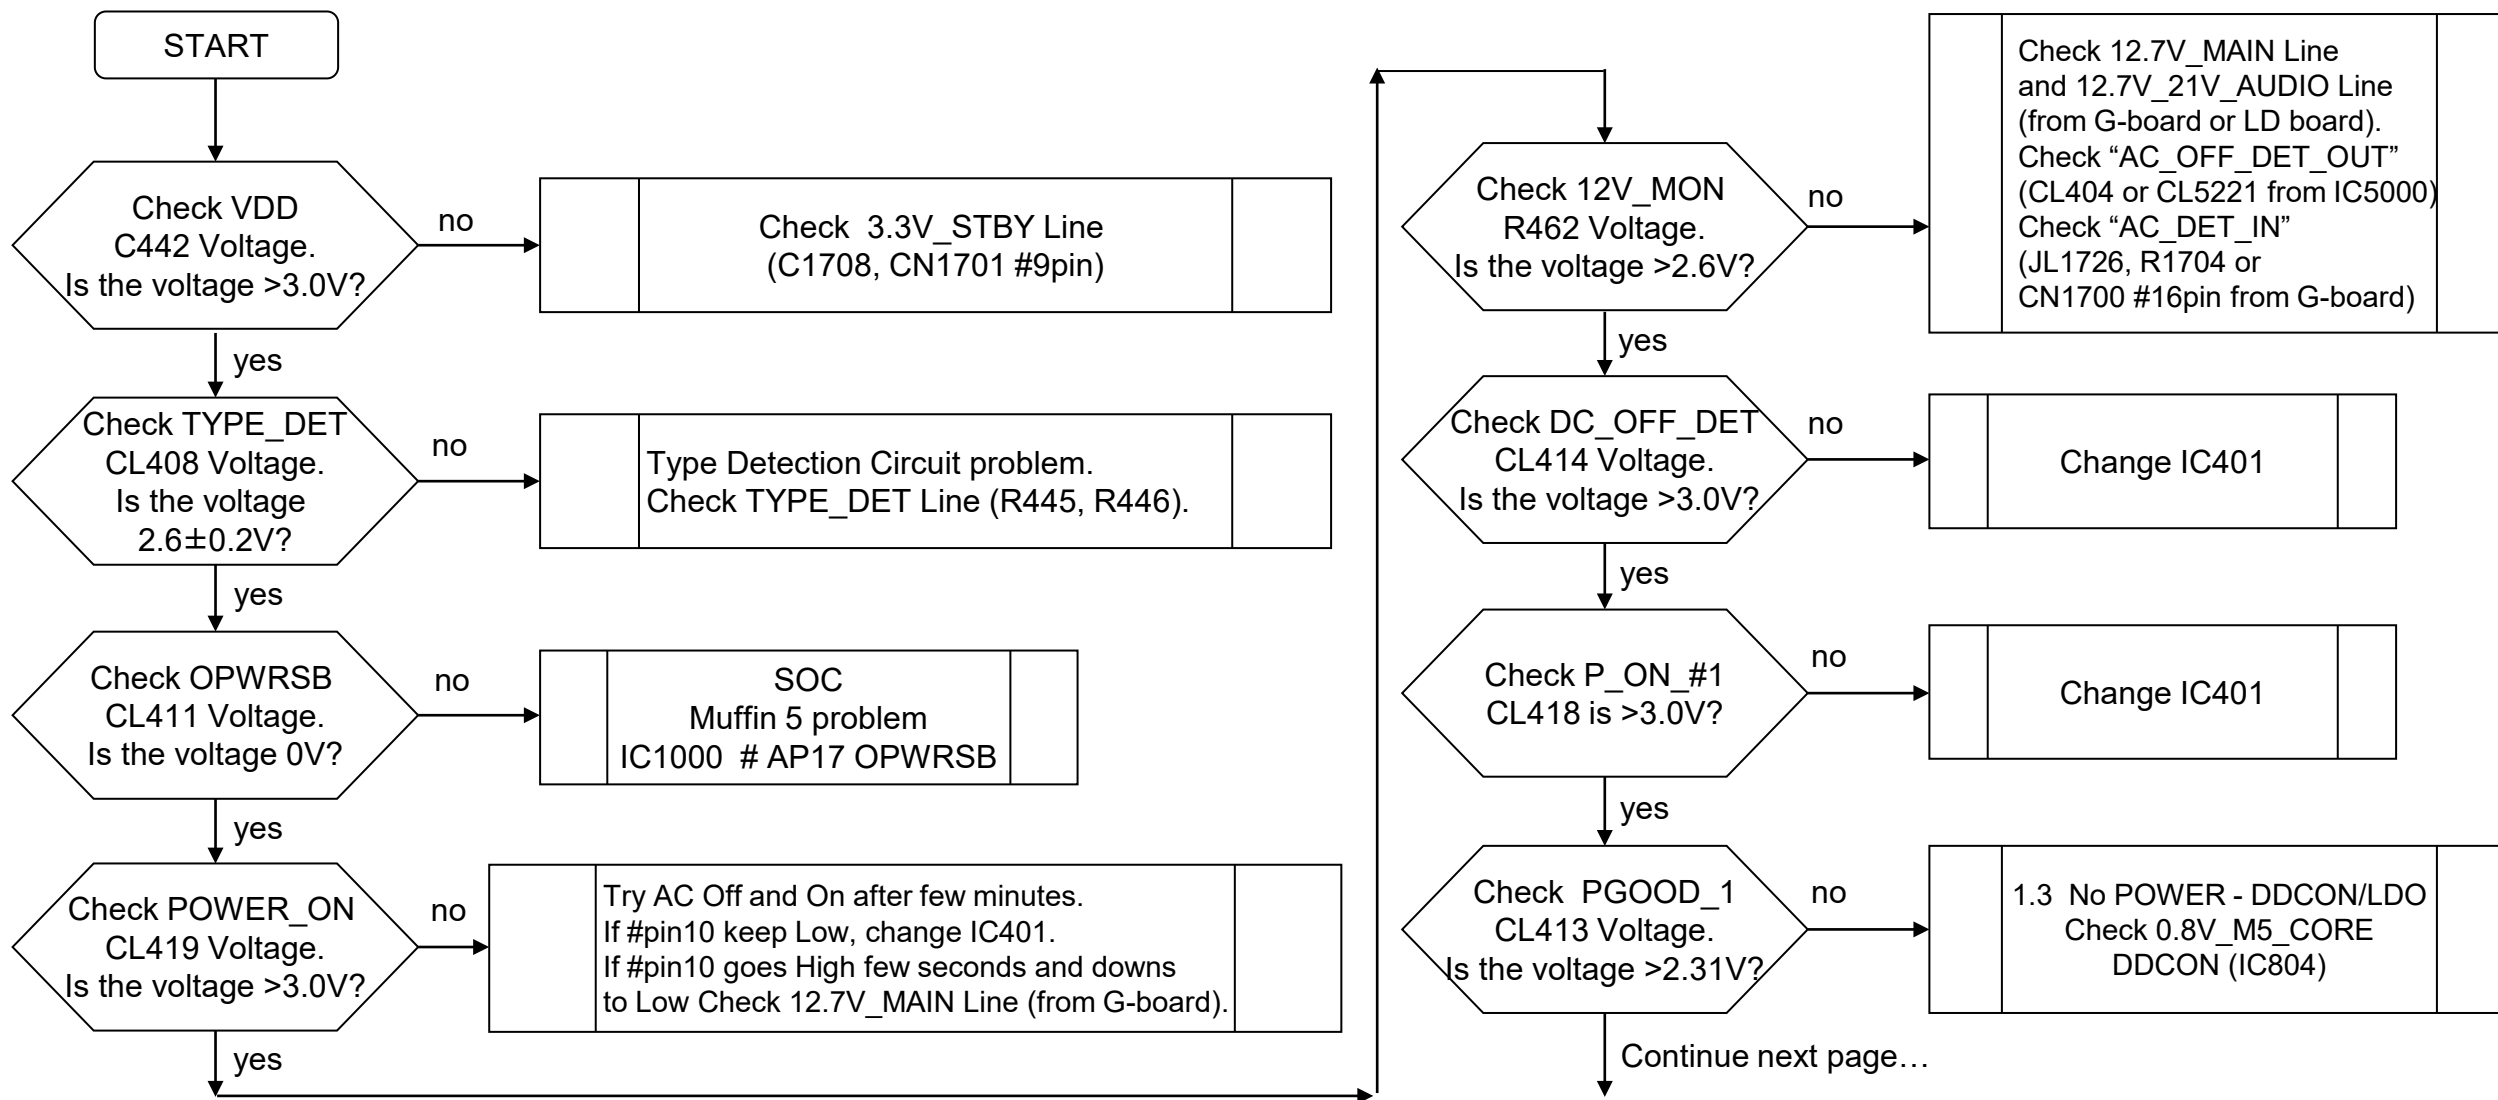 START
Check VDD
C442 Voltage.
Is the voltage >3.0V?
no
Check 3.3V_STBY Line
(C1708, CN1701 #9pin)
yes
Check TYPE_DET
CL408 Voltage.
Is the voltage
2.6±0.2V?
no
Type Detection Circuit problem.
Check TYPE_DET Line (R445, R446).
yes
Check OPWRSB
CL411 Voltage.
Is the voltage 0V?
no
SOC
Muffin 5 problem
IC1000 # AP17 OPWRSB
yes
Check POWER_ON
CL419 Voltage.
Is the voltage >3.0V?
no
Try AC Off and On after few minutes.
If #pin10 keep Low, change IC401.
If #pin10 goes High few seconds and downs
to Low Check 12.7V_MAIN Line (from G-board).
yes
Check 12V_MON
R462 Voltage.
Is the voltage >2.6V?
no
Check 12.7V_MAIN Line
and 12.7V_21V_AUDIO Line
(from G-board or LD board).
Check “AC_OFF_DET_OUT”
(CL404 or CL5221 from IC5000)
Check “AC_DET_IN”
(JL1726, R1704 or
CN1700 #16pin from G-board)
yes
Check DC_OFF_DET
CL414 Voltage.
Is the voltage >3.0V?
no
Change IC401
yes
Check P_ON_#1
CL418 is >3.0V?
no
Change IC401
yes
Check PGOOD_1
CL413 Voltage.
Is the voltage >2.31V?
no
1.3 No POWER - DDCON/LDO
Check 0.8V_M5_CORE
DDCON (IC804)
Continue next page…